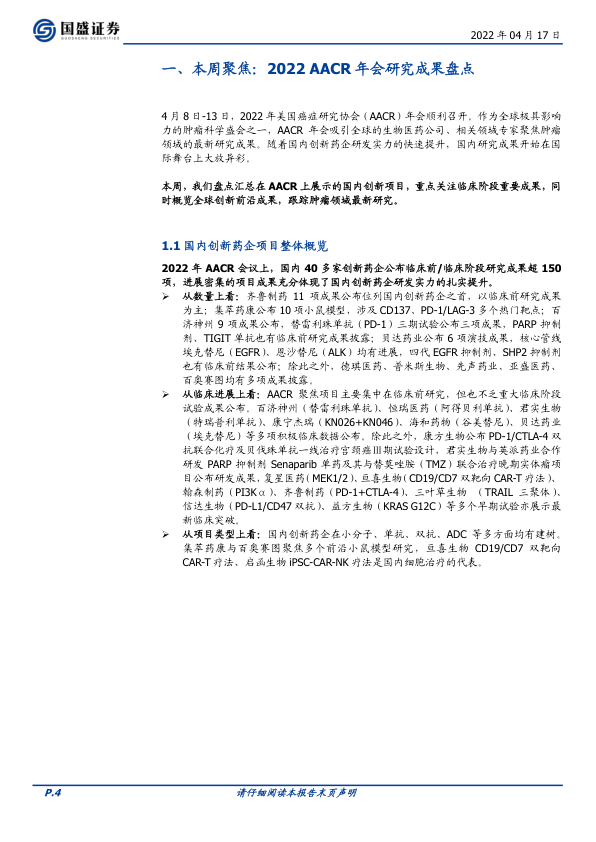 国盛证券
GUOSHENG SECURITIES
2022 年 04 月 17 日
一、本周聚焦：2022 AACR 年会研究成果盘点
4 月 8 日-13 日，2022 年美国癌症研究协会（AACR）年会顺利召开。作为全球极具影响
力的肿瘤科学盛会之一，AACR 年会吸引全球的生物医药公司、相关领域专家聚焦肿瘤
领域的最新研究成果。随着国内创新药企研发实力的快速提升，国内研究成果开始在国
际舞台上大放异彩。
本周，我们盘点汇总在 AACR 上展示的国内创新项目，重点关注临床阶段重要成果，同
时概览全球创新前沿成果，跟踪肿瘤领域最新研究。
1.1 国内创新药企项目整体概览
2022 年 AACR 会议上，国内 40 多家创新药企公布临床前/临床阶段研究成果超 150
项，进展密集的项目成果充分体现了国内创新药企研发实力的扎实提升。
➢ 从数量上看：齐鲁制药 11 项成果公布位列国内创新药企之首，以临床前研究成果
为主；集萃药康公布 10 项小鼠模型，涉及 CD137、PD-1/LAG-3 多个热门靶点；百
济神州 9 项成果公布，替雷利珠单抗（PD-1）三期试验公布三项成果，PARP 抑制
剂、TIGIT 单抗也有临床前研究成果披露；贝达药业公布 6 项演技成果，核心管线
埃克替尼（EGFR）、恩沙替尼（ALK）均有进展，四代 EGFR 抑制剂、SHP2 抑制剂
也有临床前结果公布；除此之外，德琪医药、普米斯生物、先声药业、亚盛医药、
百奥赛图均有多项成果披露。
➢ 从临床进展上看：AACR 聚焦项目主要集中在临床前研究，但也不乏重大临床阶段
试验成果公布。百济神州（替雷利珠单抗）、恒瑞医药（阿得贝利单抗）、君实生物
（特瑞普利单抗）、康宁杰瑞（KN026+KN046）、海和药物（谷美替尼）、贝达药业
（埃克替尼）等多项积极临床数据公布。除此之外，康方生物公布 PD-1/CTLA-4 双
抗联合化疗及贝伐珠单抗一线治疗宫颈癌Ⅲ期试验设计，君实生物与英派药业合作
研发 PARP 抑制剂 Senaparib 单药及其与替莫唑胺（TMZ）联合治疗晚期实体瘤项
目公布研发成果，复星医药（MEK1/2）、亘喜生物（CD19/CD7 双靶向 CAR-T 疗法）、
翰森制药（PI3Kα）、齐鲁制药（PD-1+CTLA-4）、三叶草生物 （TRAIL 三聚体）、
信达生物（PD-L1/CD47 双抗）、益方生物（KRAS G12C）等多个早期试验亦展示最
新临床突破。
➢ 从项目类型上看：国内创新药企在小分子、单抗、双抗、ADC 等多方面均有建树。
集萃药康与百奥赛图聚焦多个前沿小鼠模型研究，亘喜生物 CD19/CD7 双靶向
CAR-T 疗法、启函生物 iPSC-CAR-NK 疗法是国内细胞治疗的代表。
P.4
请仔细阅读本报告末页声明